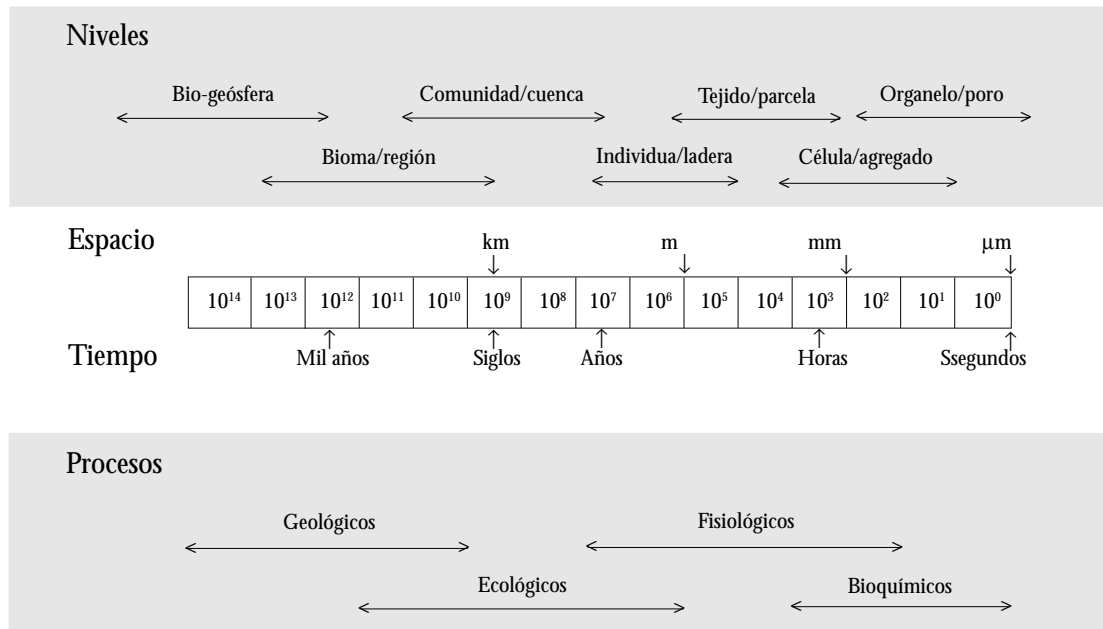 Niveles
Bio-geósfera Comunidad/cuenca Tejido/parcela Organelo/poro
Bioma/región Individua/ladera Célula/agregado
Espacio km m mm µm
10¹⁴ 10¹³ 10¹² 10¹¹ 10¹⁰ 10⁹ 10⁸ 10⁷ 10⁶ 10⁵ 10⁴ 10³ 10² 10¹ 10⁰
Tiempo Mil años Siglos Años Horas Ssegundos
Procesos
Geológicos Fisiológicos
Ecológicos Bioquímicos